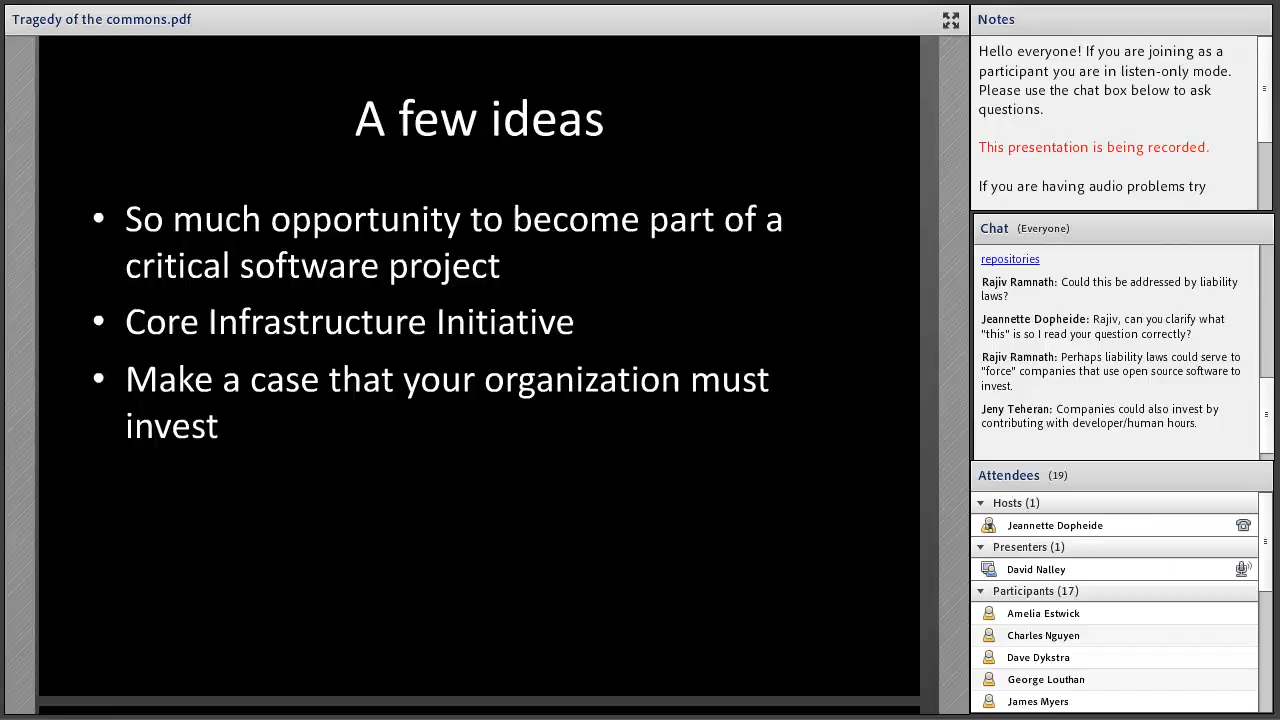 Tragedy of the commons.pdf
A few ideas
• So much opportunity to become part of a
critical software project
• Core Infrastructure Initiative
• Make a case that your organization must
invest
Notes
Hello everyone! If you are joining as a
participant you are in listen-only mode.
Please use the chat box below to ask
questions.
This presentation is being recorded.
If you are having audio problems try
Chat (Everyone)
repositories
Rajiv Ramnath: Could this be addressed by liability
laws?
Jeannette Dopheide: Rajiv, can you clarify what
"this" is so I read your question correctly?
Rajiv Ramnath: Perhaps liability laws could serve to
"force" companies that use open source software to
invest.
Jeny Teheran: Companies could also invest by
contributing with developer/human hours.
Attendees (19)
Hosts (1)
Jeannette Dopheide
Presenters (1)
David Nalley
Participants (17)
Amelia Estwick
Charles Nguyen
Dave Dykstra
George Louthan
James Myers